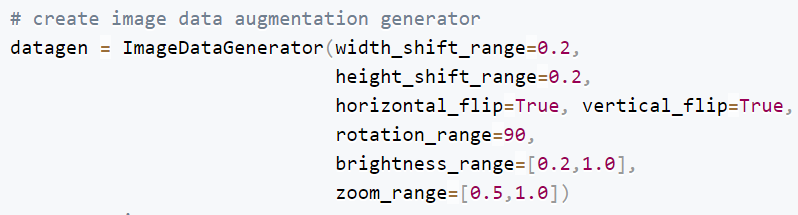 # create image data augmentation generator
datagen = ImageDataGenerator(width_shift_range=0.2,
height_shift_range=0.2,
horizontal_flip=True, vertical_flip=True,
rotation_range=90,
brightness_range=[0.2,1.0],
zoom_range=[0.5,1.0])